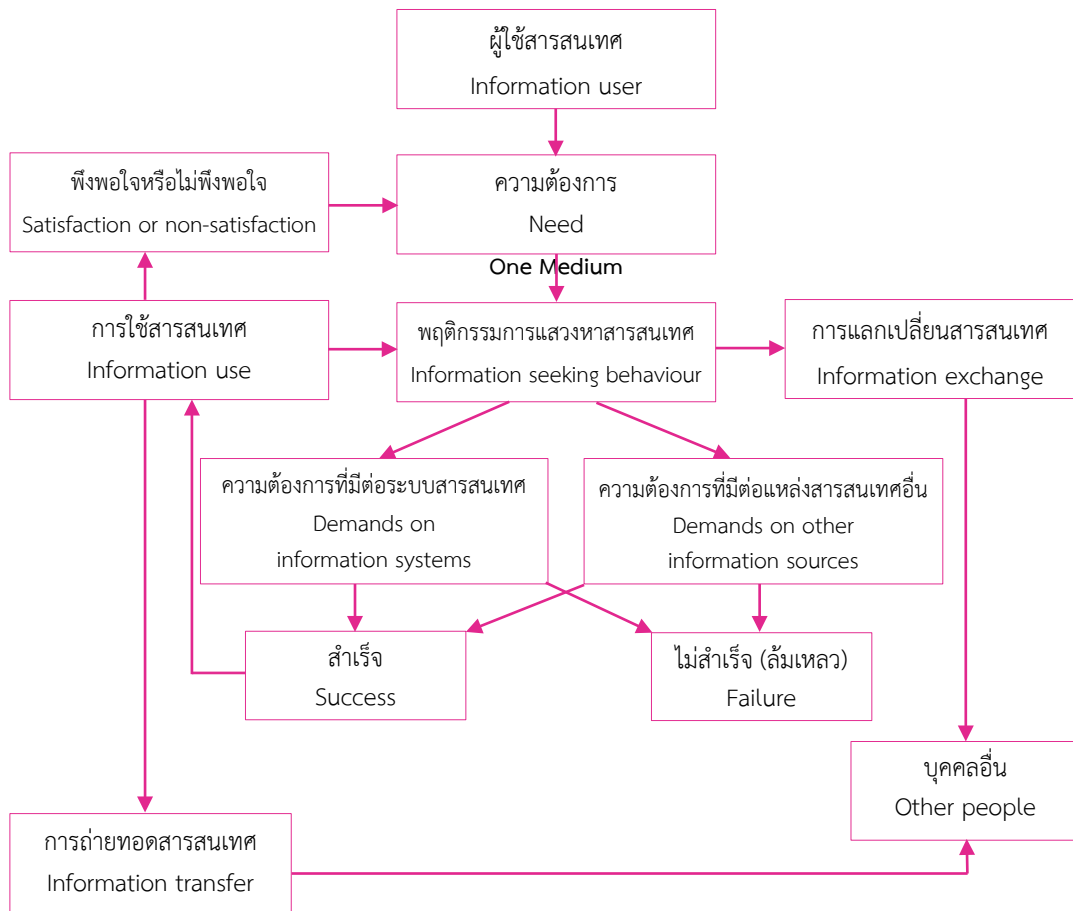 ผู้ใช้สารสนเทศ
Information user
พึงพอใจหรือไม่พึงพอใจ
Satisfaction or non-satisfaction
ความต้องการ
Need
One Medium
การใช้สารสนเทศ
Information use
พฤติกรรมการแสวงหาสารสนเทศ
Information seeking behaviour
การแลกเปลี่ยนสารสนเทศ
Information exchange
ความต้องการที่มีต่อระบบสารสนเทศ
Demands on
information systems
ความต้องการที่มีต่อแหล่งสารสนเทศอื่น
Demands on other
information sources
สำเร็จ
Success
ไม่สำเร็จ (ล้มเหลว)
Failure
บุคคลอื่น
Other people
การถ่ายทอดสารสนเทศ
Information transfer